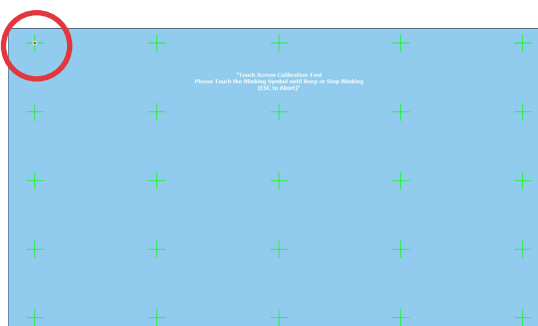 "Touch Screen Calibration Tool
Please Touch the Blinking Symbol until Beep or Stop Blinking
(ESC to Abort)"